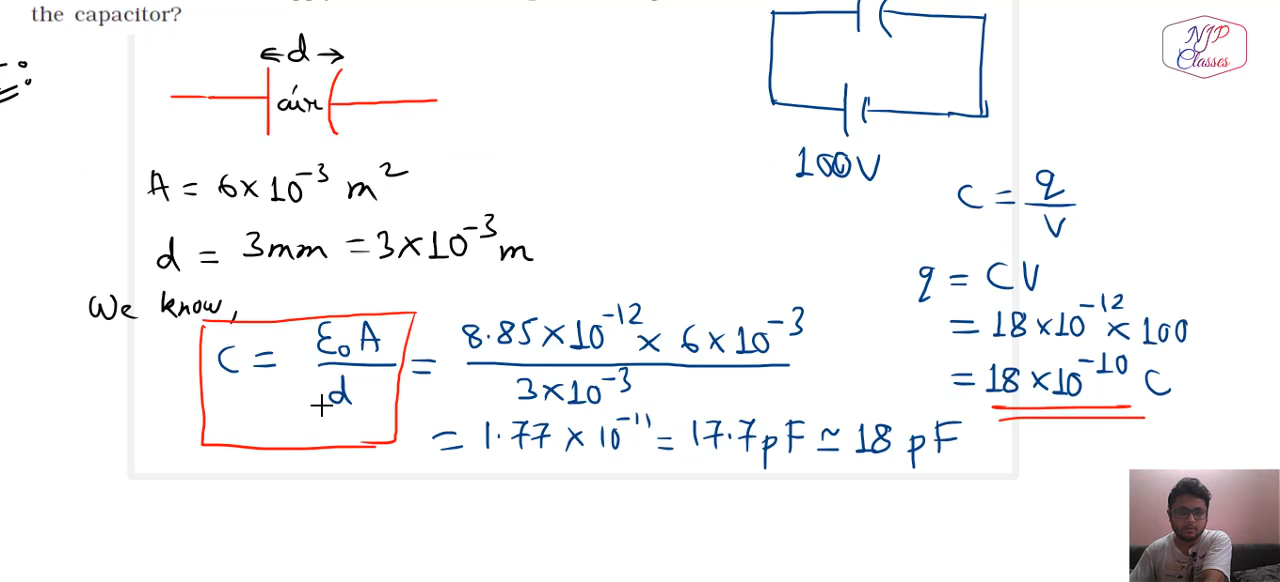 the capacitor?
NJP
Classes
← d →
air
100V
A = 6×10⁻³ m²
d = 3mm = 3×10⁻³ m
We know,
C = ε₀A / d = 8.85×10⁻¹² × 6×10⁻³ / 3×10⁻³
= 1.77 × 10⁻¹¹ = 17.7pF ≃ 18 pF
C = q / V
q = CV
= 18×10⁻¹² × 100
= 18×10⁻¹⁰ C